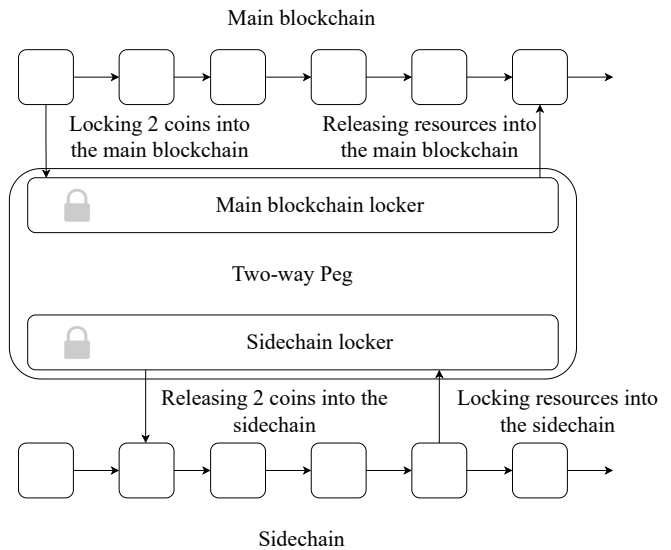 Main blockchain
Locking 2 coins into
the main blockchain
Releasing resources into
the main blockchain
Main blockchain locker
Two-way Peg
Sidechain locker
Releasing 2 coins into the
sidechain
Locking resources into
the sidechain
Sidechain